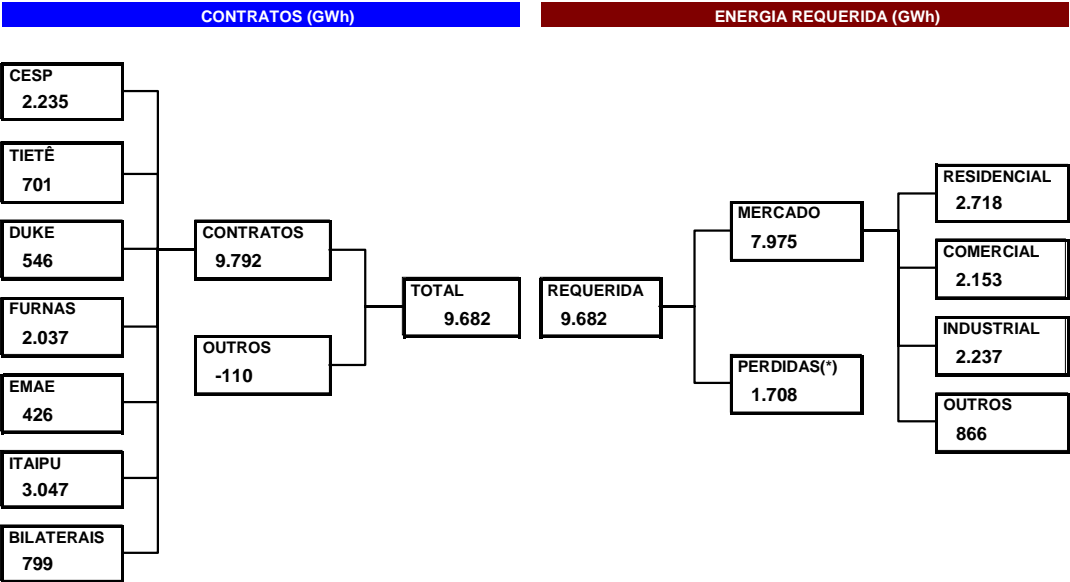 CONTRATOS (GWh)
ENERGIA REQUERIDA (GWh)
CESP
2.235
TIETÊ
701
DUKE
546
FURNAS
2.037
EMAE
426
ITAIPU
3.047
BILATERAIS
799
CONTRATOS
9.792
OUTROS
-110
TOTAL
9.682
REQUERIDA
9.682
MERCADO
7.975
PERDIDAS(*)
1.708
RESIDENCIAL
2.718
COMERCIAL
2.153
INDUSTRIAL
2.237
OUTROS
866